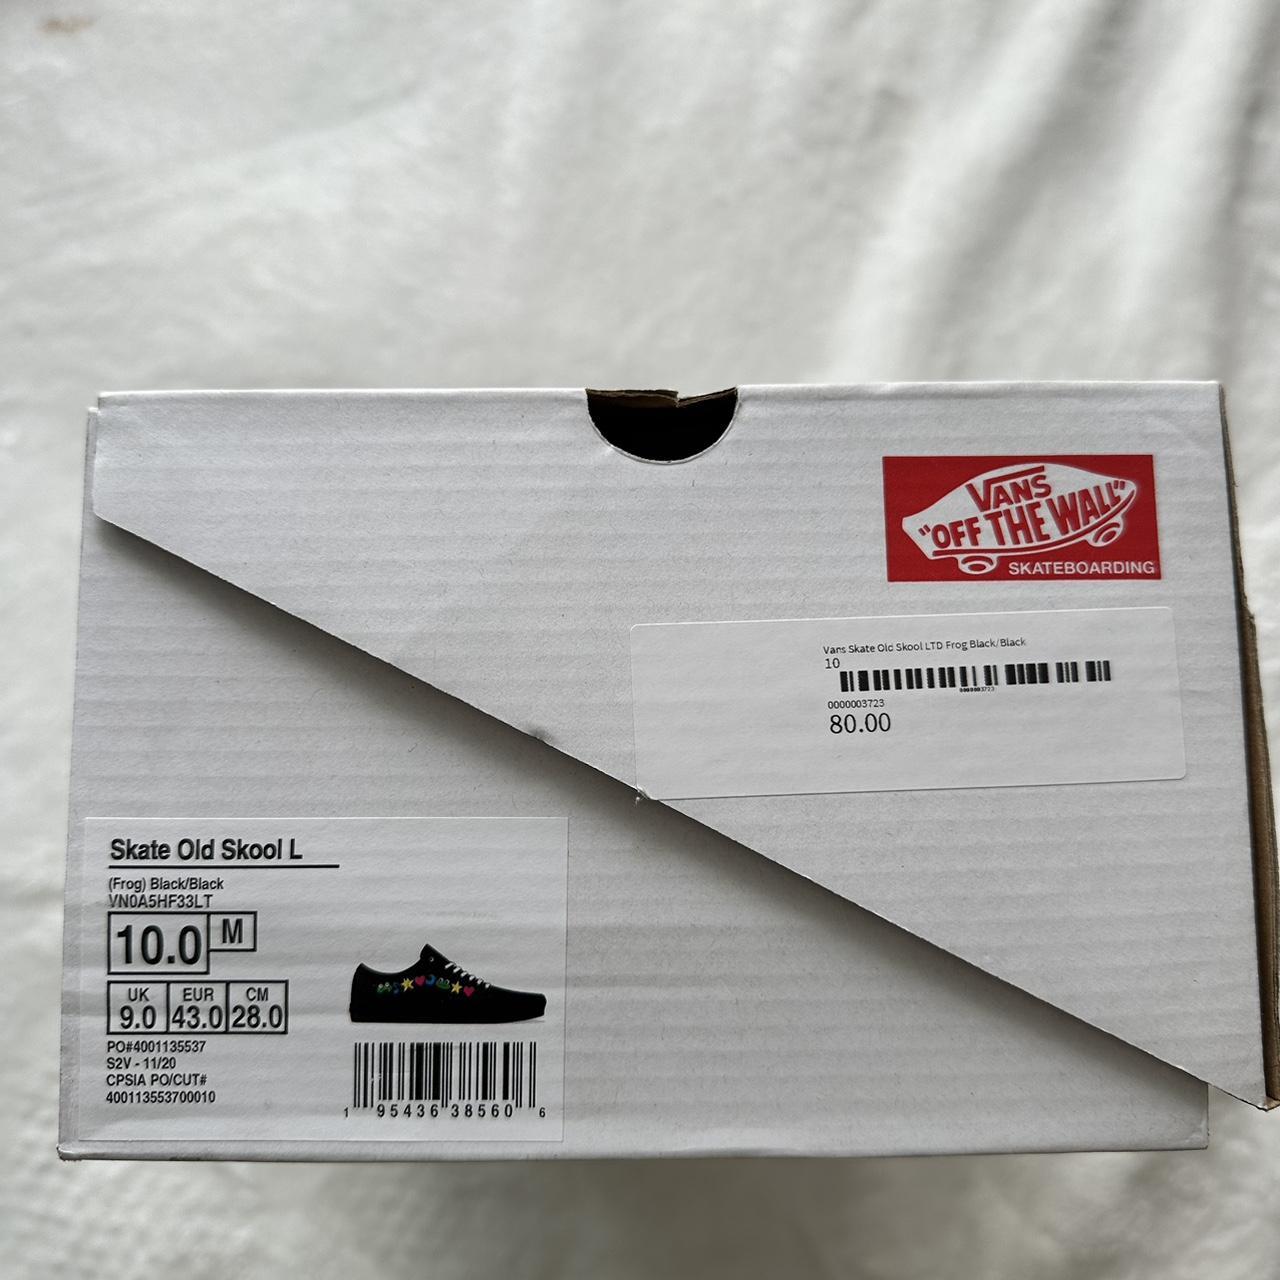 VANS
"OFF THE WALL"
SKATEBOARDING
Vans Skate Old Skool LTD Frog Black/Black
10
0000003723
0000003723
80.00
Skate Old Skool L
(Frog) Black/Black
VN0A5HF33LT
10.0 M
UK EUR CM
9.0 43.0 28.0
PO#4001135537
S2V - 11/20
CPSIA PO/CUT#
400113553700010
1 95436 38560 6